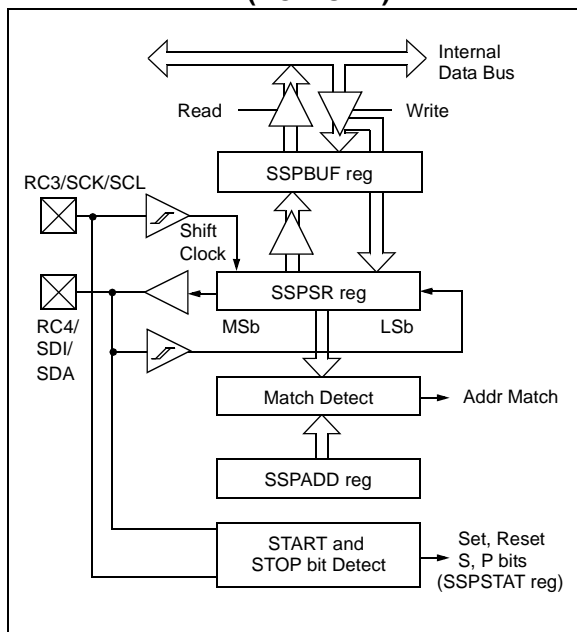 Internal
Data Bus
Read
Write
SSPBUF reg
RC3/SCK/SCL
Shift
Clock
SSPSR reg
MSb
LSb
RC4/
SDI/
SDA
Match Detect
Addr Match
SSPADD reg
START and
STOP bit Detect
Set, Reset
S, P bits
(SSPSTAT reg)